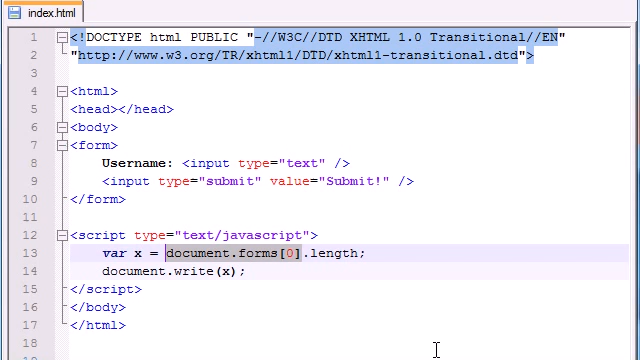 index.html
1 <!DOCTYPE html PUBLIC "-//W3C//DTD XHTML 1.0 Transitional//EN"
2 "http://www.w3.org/TR/xhtml1/DTD/xhtml1-transitional.dtd">
3
4 <html>
5 <head></head>
6 <body>
7 <form>
8 Username: <input type="text" />
9 <input type="submit" value="Submit!" />
10 </form>
11
12 <script type="text/javascript">
13 var x = document.forms[0].length;
14 document.write(x);
15 </script>
16 </body>
17 </html>
18